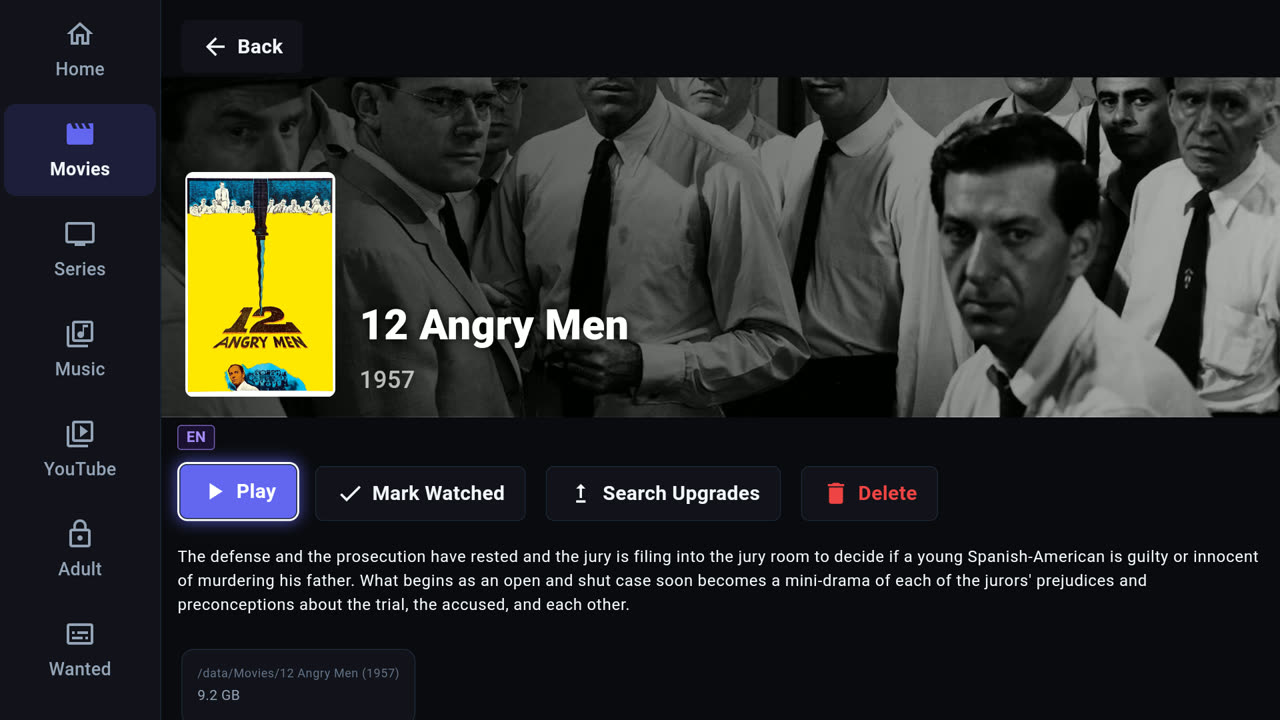 Home
Movies
Series
Music
YouTube
Adult
Wanted
Back
12
ANGRY MEN
12 Angry Men
1957
EN
Play
Mark Watched
Search Upgrades
Delete
The defense and the prosecution have rested and the jury is filing into the jury room to decide if a young Spanish-American is guilty or innocent
of murdering his father. What begins as an open and shut case soon becomes a mini-drama of each of the jurors' prejudices and
preconceptions about the trial, the accused, and each other.
/data/Movies/12 Angry Men (1957)
9.2 GB